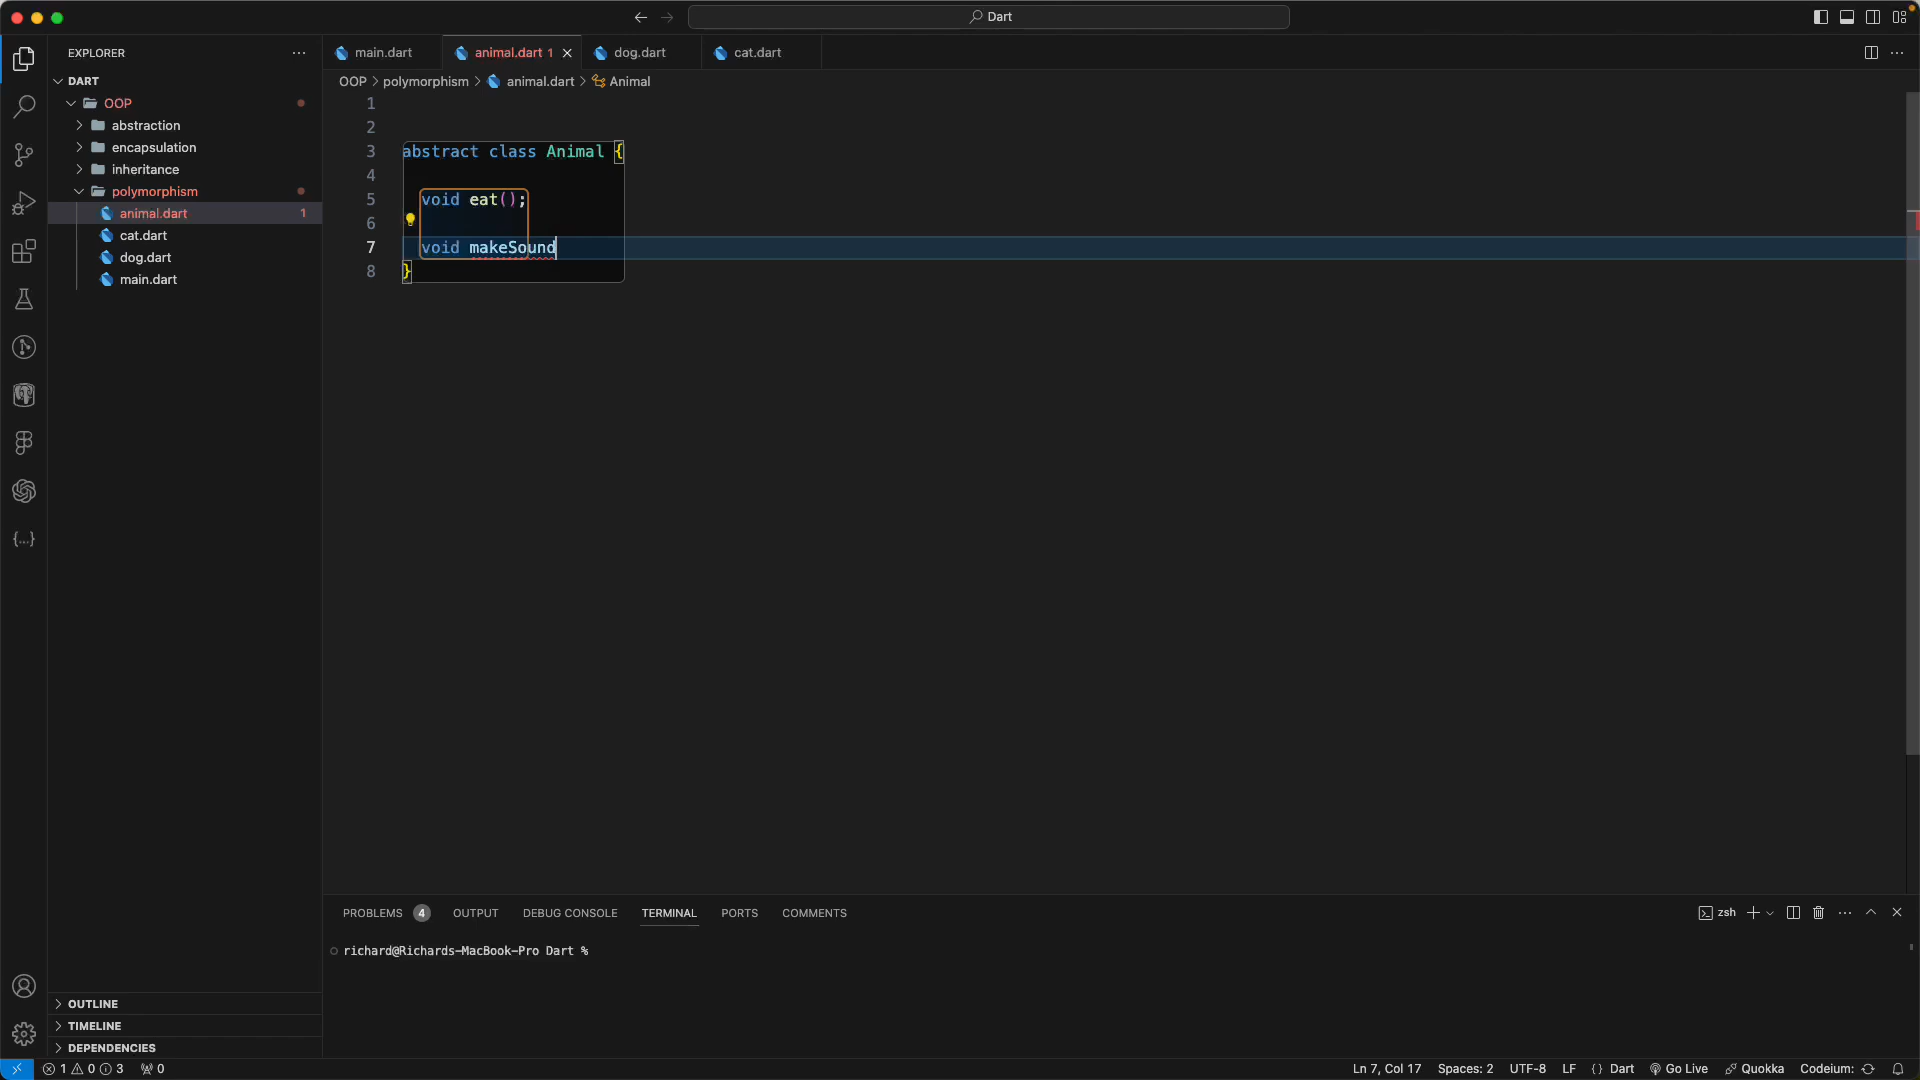 Dart
EXPLORER
main.dart
animal.dart 1
dog.dart
cat.dart
DART
OOP > polymorphism > animal.dart > Animal
OOP
abstraction
encapsulation
inheritance
polymorphism
animal.dart 1
cat.dart
dog.dart
main.dart
1
2
3 abstract class Animal {
4
5 void eat();
6
7 void makeSound
8 }
PROBLEMS 4 OUTPUT DEBUG CONSOLE TERMINAL PORTS COMMENTS
zsh
richard@Richards-MacBook-Pro Dart %
OUTLINE
TIMELINE
DEPENDENCIES
1 0 3 0
Ln 7, Col 17 Spaces: 2 UTF-8 LF {} Dart Go Live Quokka Codeium: